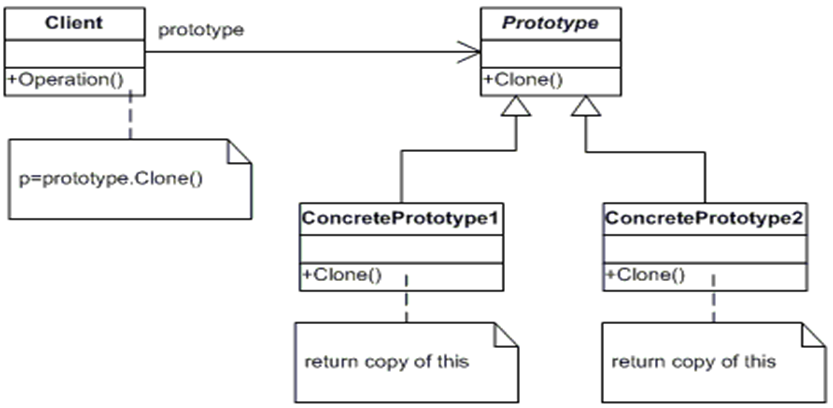 Client
prototype
Prototype
+Operation()
+Clone()
p=prototype.Clone()
ConcretePrototype1
ConcretePrototype2
+Clone()
+Clone()
return copy of this
return copy of this